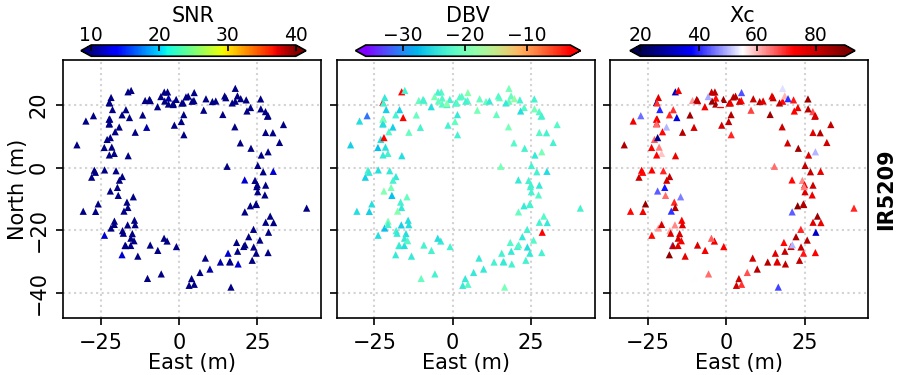 SNR DBV Xc
10 20 30 40 −30 −20 −10 20 40 60 80
20
0
−20
−40
North (m)
IR5209
−25 0 25 −25 0 25 −25 0 25
East (m) East (m) East (m)